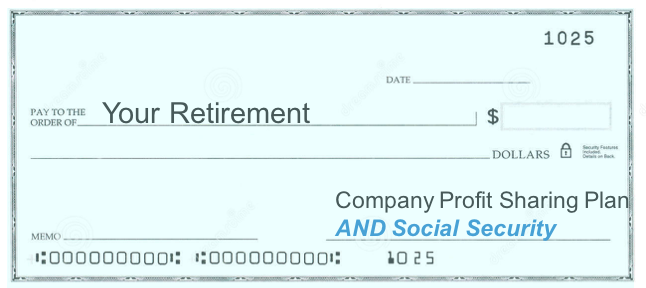 1025
DATE
PAY TO THE
ORDER OF
Your Retirement
$
DOLLARS
Security Features
Included.
Details on Back.
Company Profit Sharing Plan
AND Social Security
MEMO
⑆000000000⑆ ⑆000000000⑆ 1025